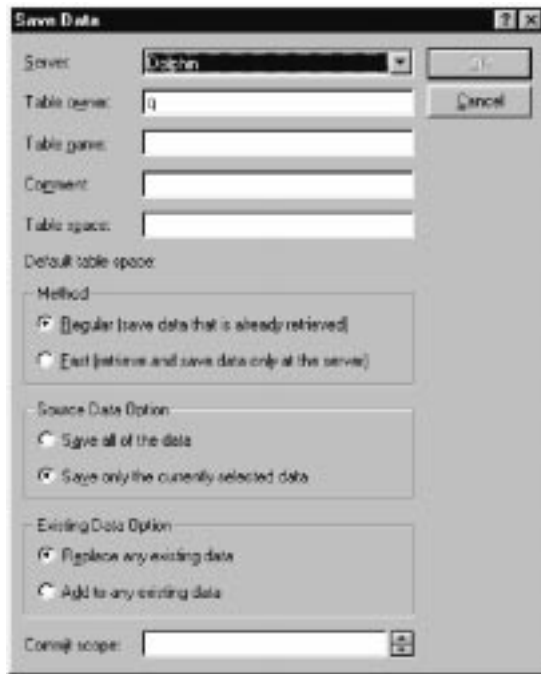 Save Data
Server: Dolphin
OK
Table owner: q
Cancel
Table name:
Comment:
Table space:
Default table space:
Method
Regular (save data that is already retrieved)
Fast (retrieve and save data only at the server)
Source Data Option
Save all of the data
Save only the currently selected data
Existing Data Option
Replace any existing data
Add to any existing data
Commit scope: